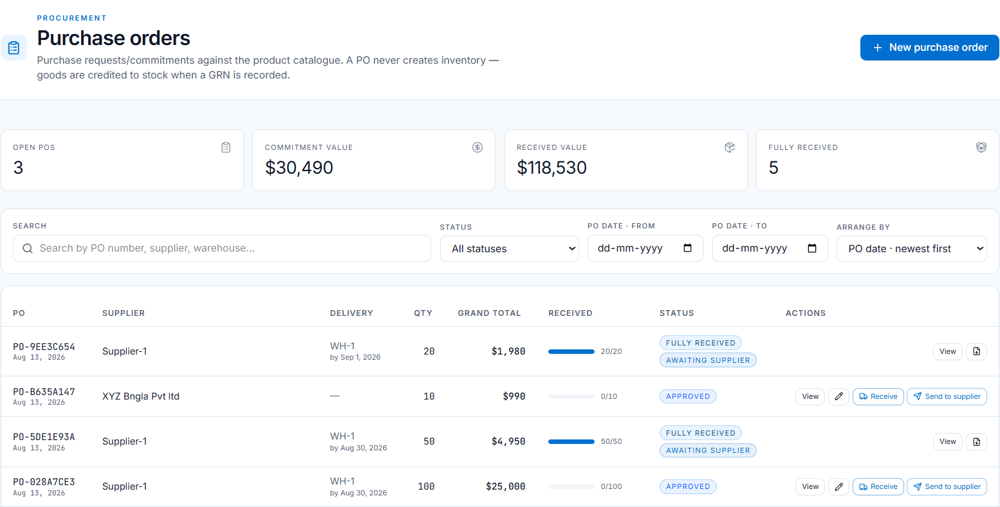 PROCUREMENT
Purchase orders
Purchase requests/commitments against the product catalogue. A PO never creates inventory —
goods are credited to stock when a GRN is recorded.
New purchase order
OPEN POS
3
COMMITMENT VALUE
$30,490
RECEIVED VALUE
$118,530
FULLY RECEIVED
5
SEARCH
Search by PO number, supplier, warehouse...
STATUS
All statuses
PO DATE · FROM
dd-mm-yyyy
PO DATE · TO
dd-mm-yyyy
ARRANGE BY
PO date · newest first
PO SUPPLIER DELIVERY QTY GRAND TOTAL RECEIVED STATUS ACTIONS
PO-9EE3C654
Aug 13, 2026
Supplier-1
WH-1
by Sep 1, 2026
20
$1,980
20/20
FULLY RECEIVED
AWAITING SUPPLIER
View
PO-B635A147
Aug 13, 2026
XYZ Bngla Pvt ltd
—
10
$990
0/10
APPROVED
View
Receive
Send to supplier
PO-5DE1E93A
Aug 13, 2026
Supplier-1
WH-1
by Aug 30, 2026
50
$4,950
50/50
FULLY RECEIVED
AWAITING SUPPLIER
View
PO-028A7CE3
Aug 13, 2026
Supplier-1
WH-1
by Aug 30, 2026
100
$25,000
0/100
APPROVED
View
Receive
Send to supplier